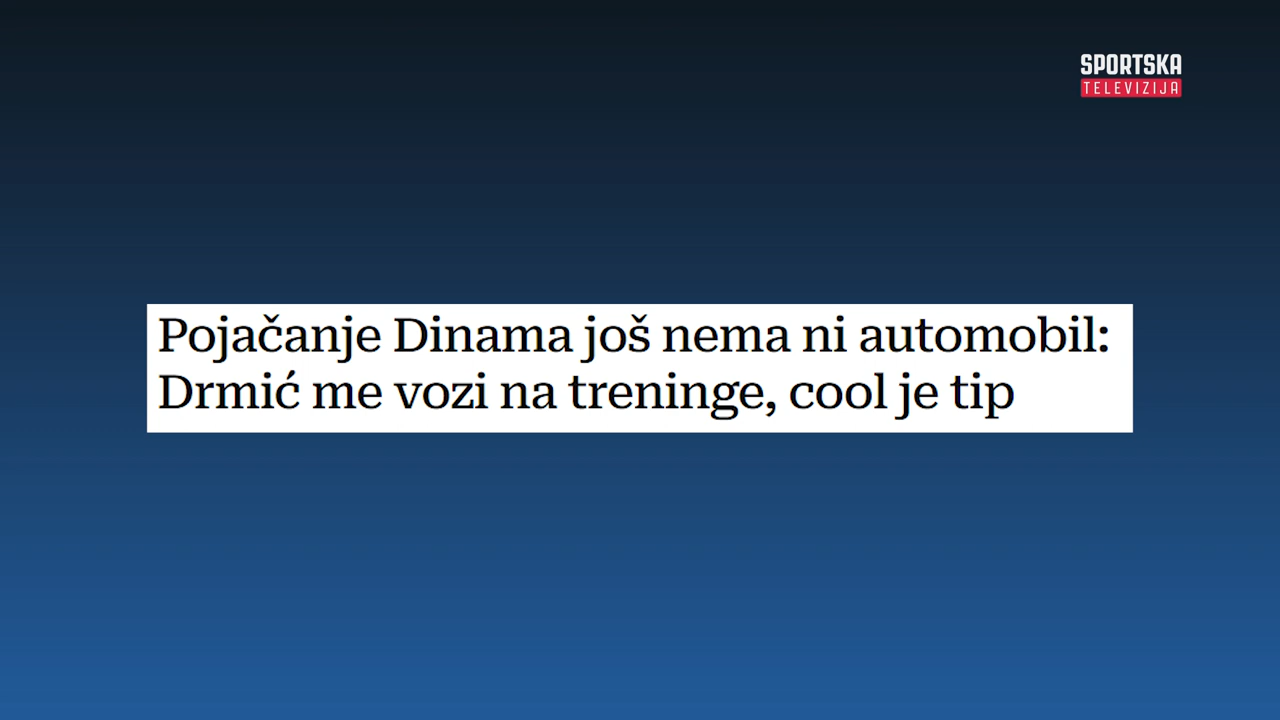 SPORTSKA
TELEVIZIJA
Pojačanje Dinama još nema ni automobil:
Drmić me vozi na treninge, cool je tip